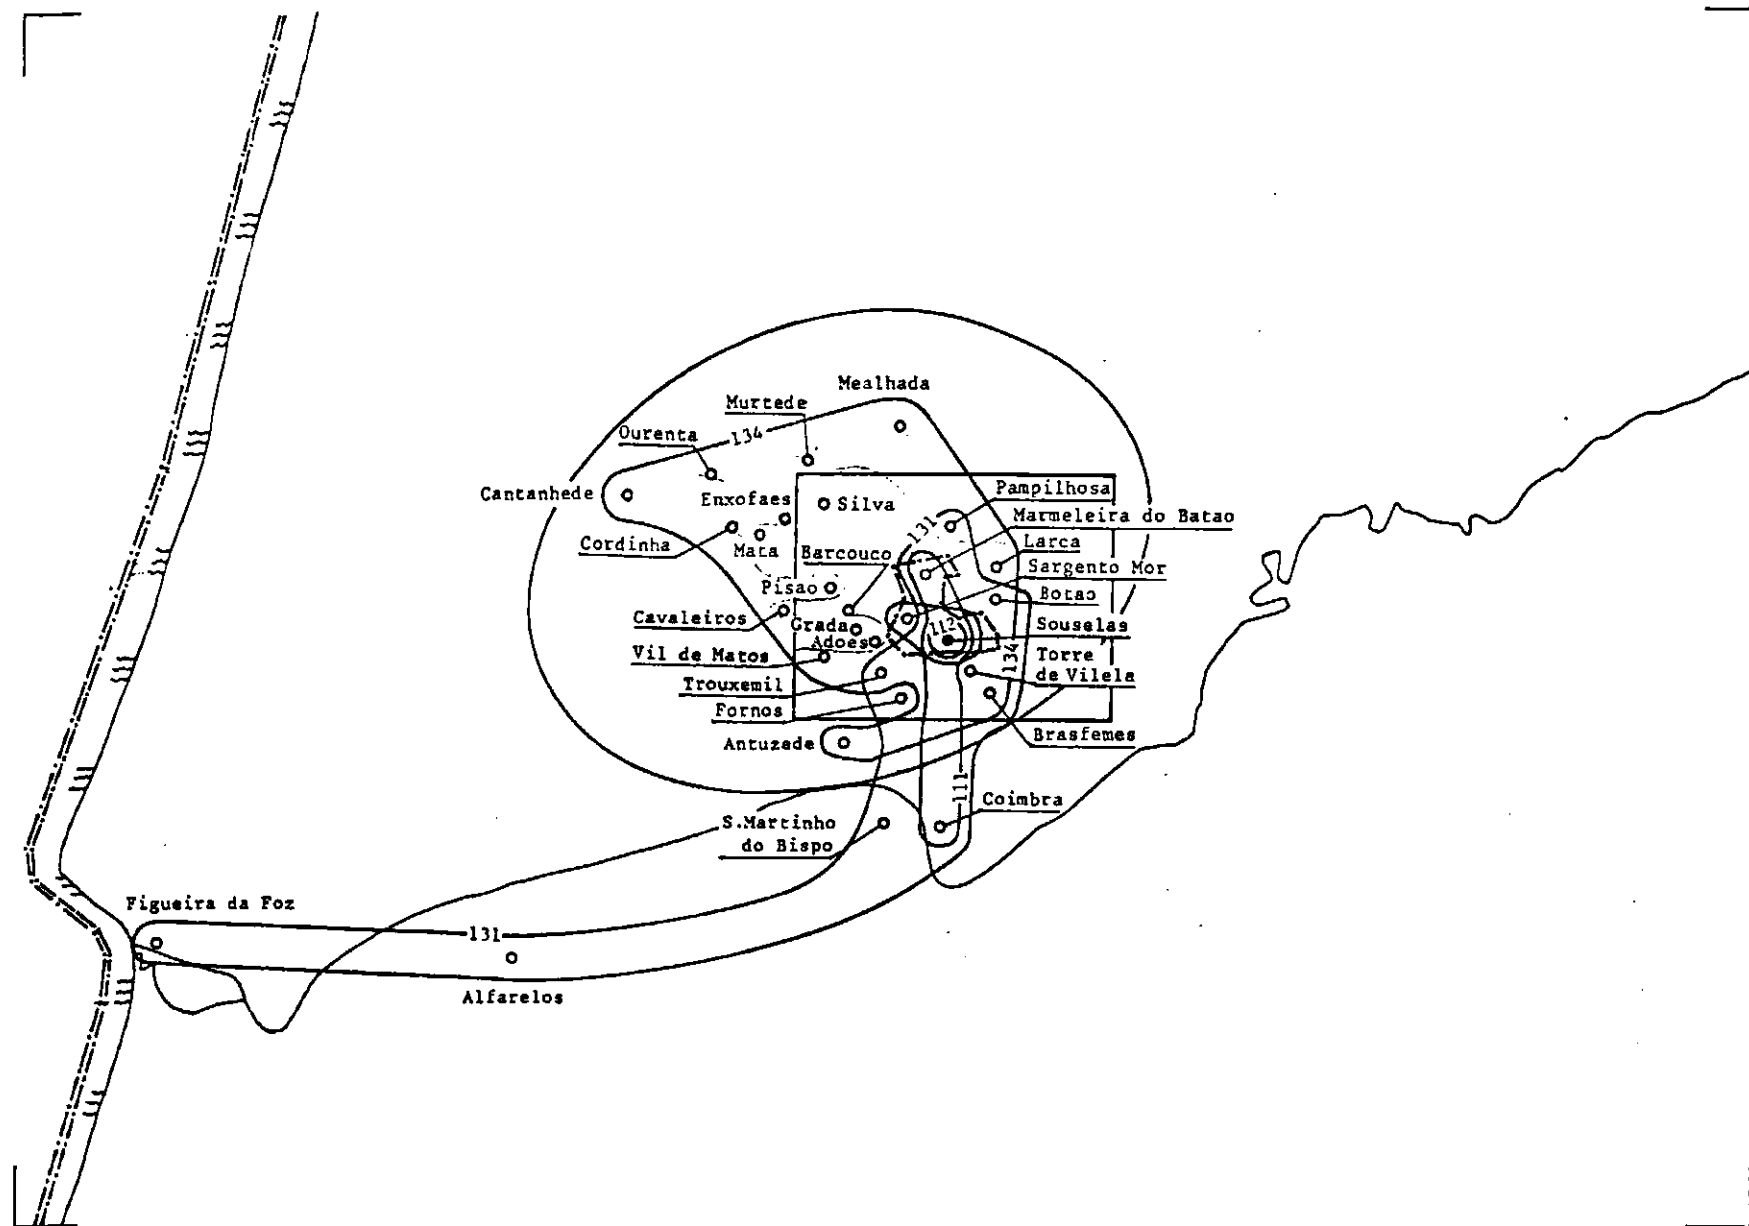 Mealhada
Murtede
Ourenta
134
Cantanhede
Enxofaes
Silva
Pampilhosa
Marmeleira do Batao
131
Cordinha
Mata
Barcouco
Larca
Sargento Mor
Pisao
Botao
Cavaleiros
Grada
112
Souselas
Adoes
Vil de Matos
134
Torre
de Vilela
Trouxemil
Fornos
Antuzede
Brasfemes
111
Coimbra
S.Martinho
do Bispo
Figueira da Foz
131
Alfarelos